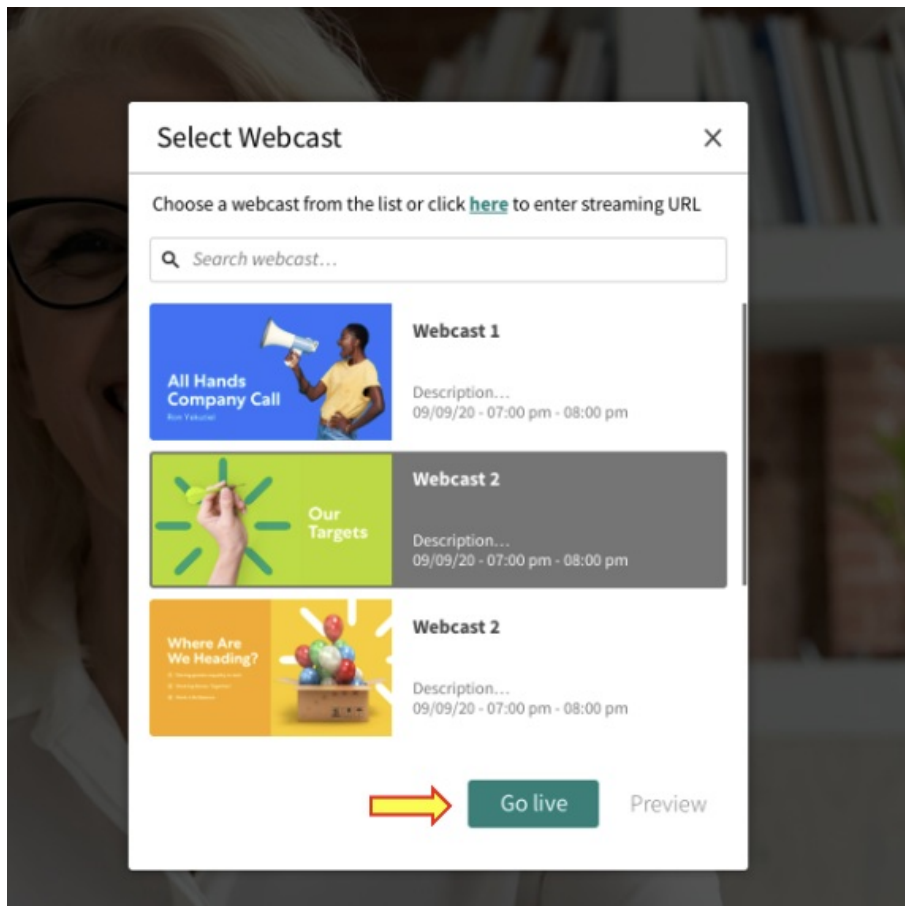 Select Webcast
Choose a webcast from the list or click here to enter streaming URL
Search webcast...
All Hands
Company Call
Webcast 1
Description...
09/09/20 - 07:00 pm - 08:00 pm
Our
Targets
Webcast 2
Description...
09/09/20 - 07:00 pm - 08:00 pm
Where Are
We Heading?
Webcast 2
Description...
09/09/20 - 07:00 pm - 08:00 pm
Go live
Preview